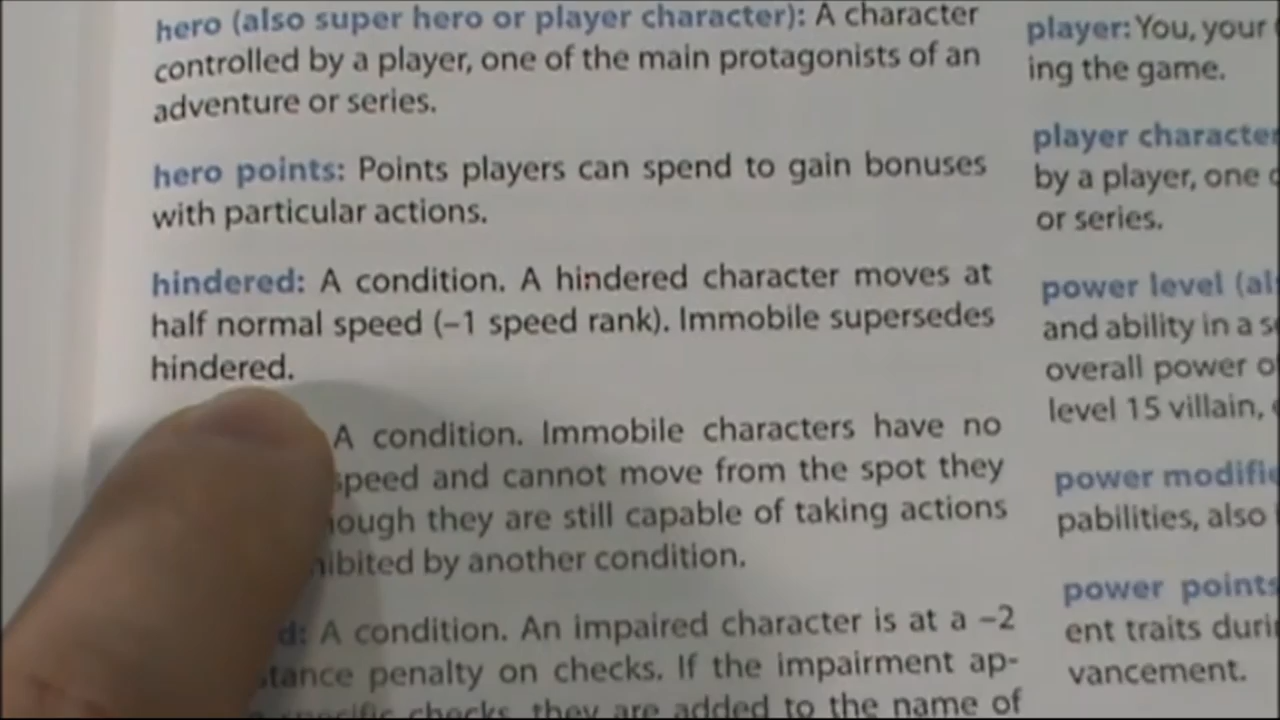 hero (also super hero or player character): A character
controlled by a player, one of the main protagonists of an
adventure or series.
hero points: Points players can spend to gain bonuses
with particular actions.
hindered: A condition. A hindered character moves at
half normal speed (–1 speed rank). Immobile supersedes
hindered.
A condition. Immobile characters have no
speed and cannot move from the spot they
they are still capable of taking actions
by another condition.
A condition. An impaired character is at a –2
penalty on checks. If the impairment ap-
specific checks, they are added to the name of
player: You, your
ing the game.
player character
by a player, one
or series.
power level
and ability in a
overall power
level 15 villain,
power
pabilities, also
power points
ent traits
vancement.